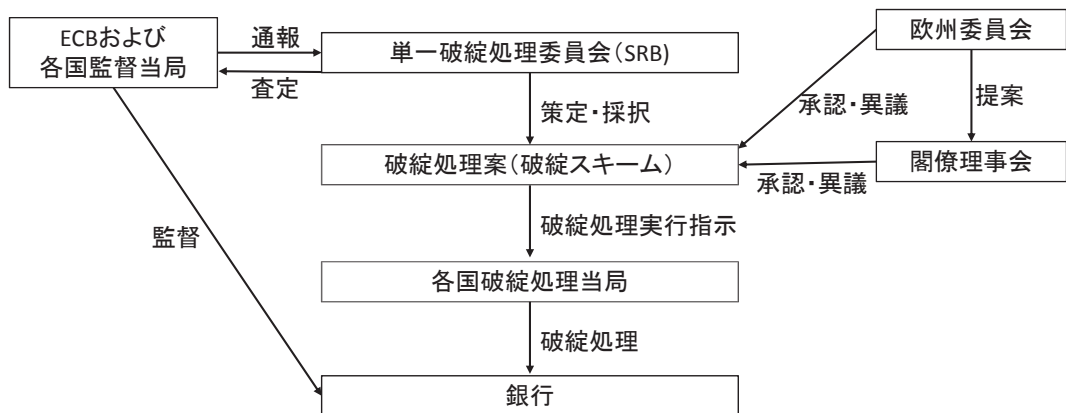 ECBおよび
各国監督当局
通報
査定
単一破綻処理委員会(SRB)
欧州委員会
策定・採択
承認・異議
提案
破綻処理案(破綻スキーム)
閣僚理事会
承認・異議
監督
破綻処理実行指示
各国破綻処理当局
破綻処理
銀行